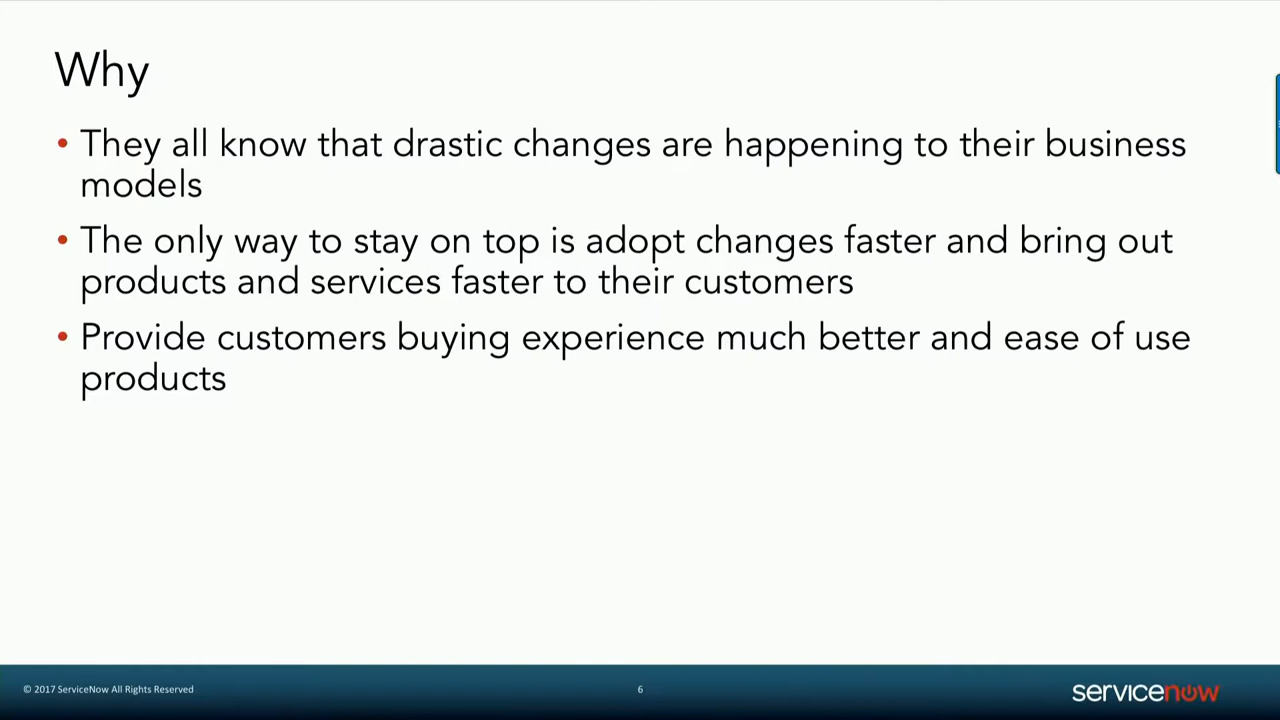 Why
• They all know that drastic changes are happening to their business
models
• The only way to stay on top is adopt changes faster and bring out
products and services faster to their customers
• Provide customers buying experience much better and ease of use
products
© 2017 ServiceNow All Rights Reserved
6
servicenow